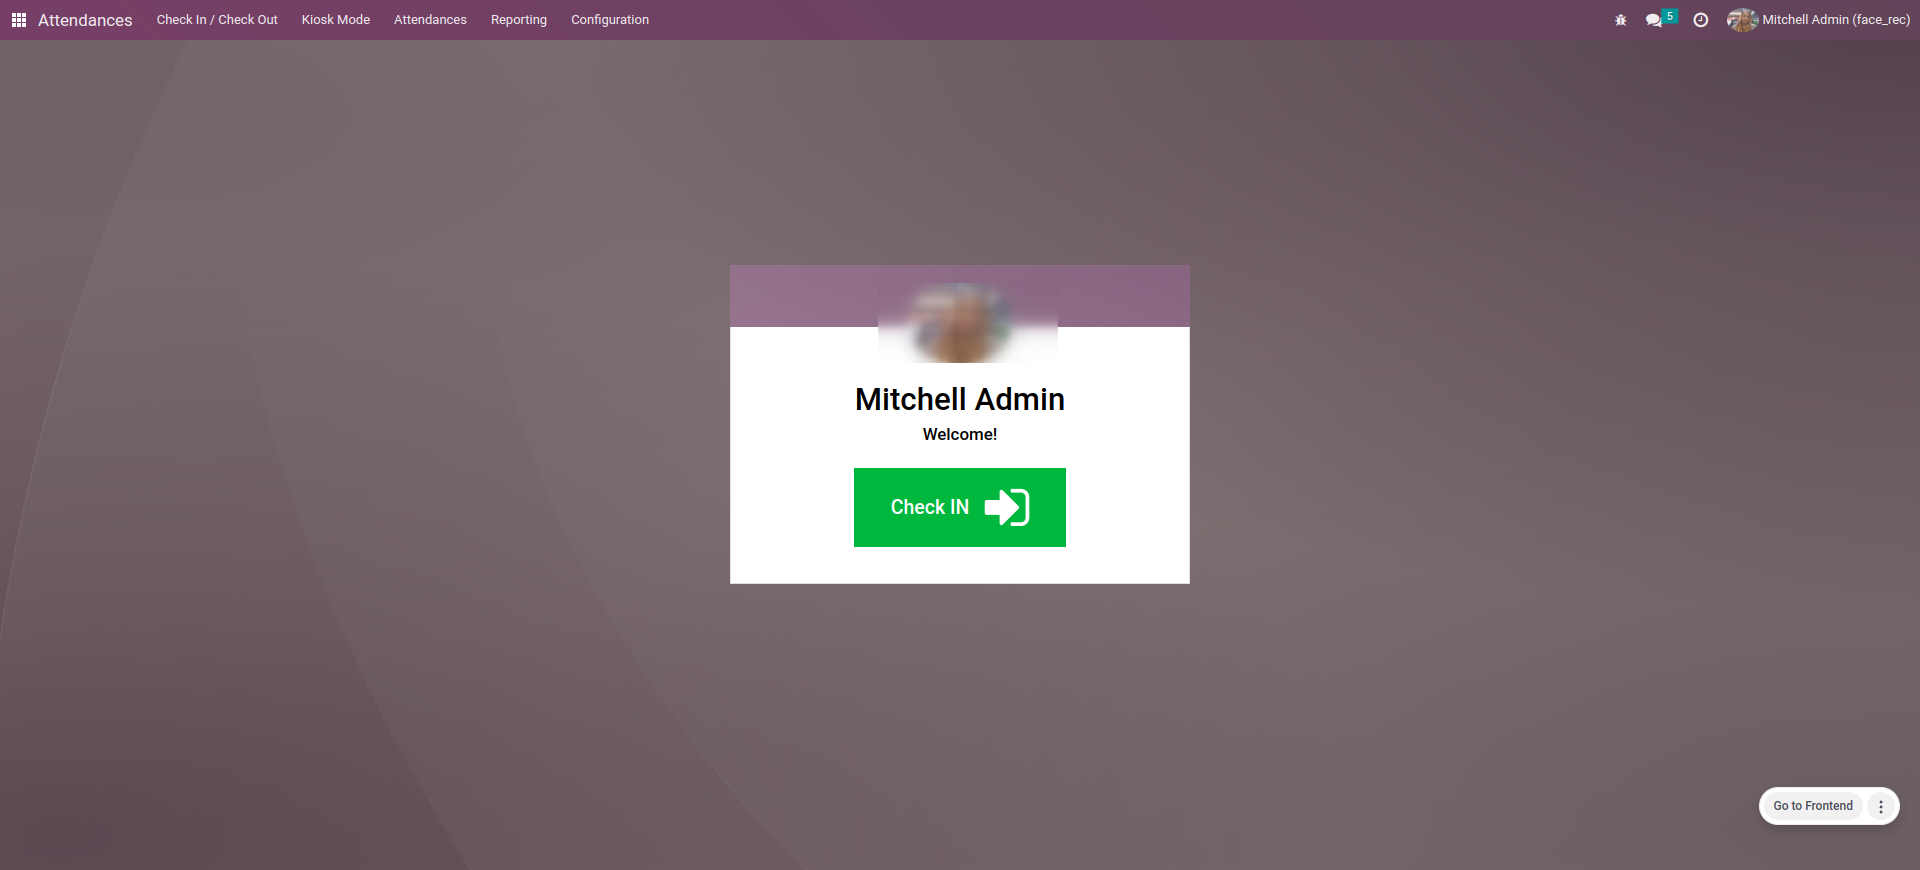 Attendances Check In / Check Out Kiosk Mode Attendances Reporting Configuration 5 Mitchell Admin (face_rec)
Mitchell Admin
Welcome!
Check IN
Go to Frontend